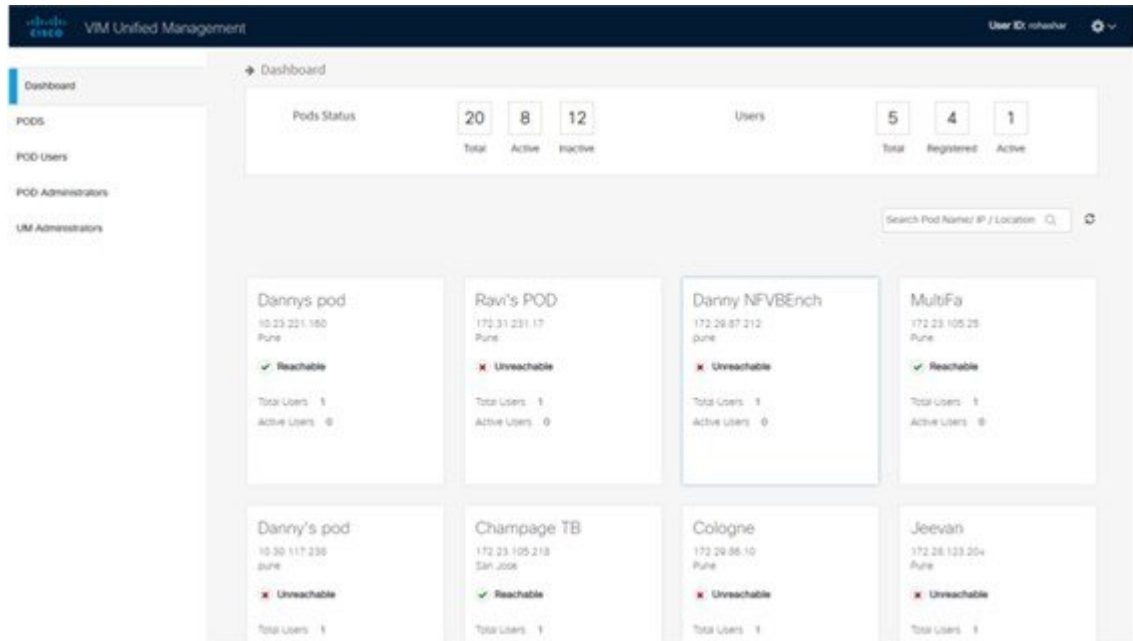 CISCO VIM Unified Management
User ID: rohashar
Dashboard
PODS
POD Users
POD Administrators
UM Administrators
Dashboard
Pods Status
20 8 12
Total Active Inactive
Users
5 4 1
Total Registered Active
Search Pod Name/ IP / Location
Dannys pod
10.23.221.160
Pune
Reachable
Total Users 1
Active Users 0
Ravi's POD
172.31.231.17
Pune
Unreachable
Total Users 1
Active Users 0
Danny NFVBEnch
172.29.87.212
pune
Unreachable
Total Users 1
Active Users 0
MultiFa
172.23.105.25
Pune
Reachable
Total Users 1
Active Users 0
Danny's pod
10.30.117.238
pune
Unreachable
Total Users 1
Champage TB
172.23.105.218
San Jose
Reachable
Total Users 1
Cologne
172.29.86.10
Pune
Unreachable
Total Users 1
Jeevan
Pune
Unreachable
Total Users 1